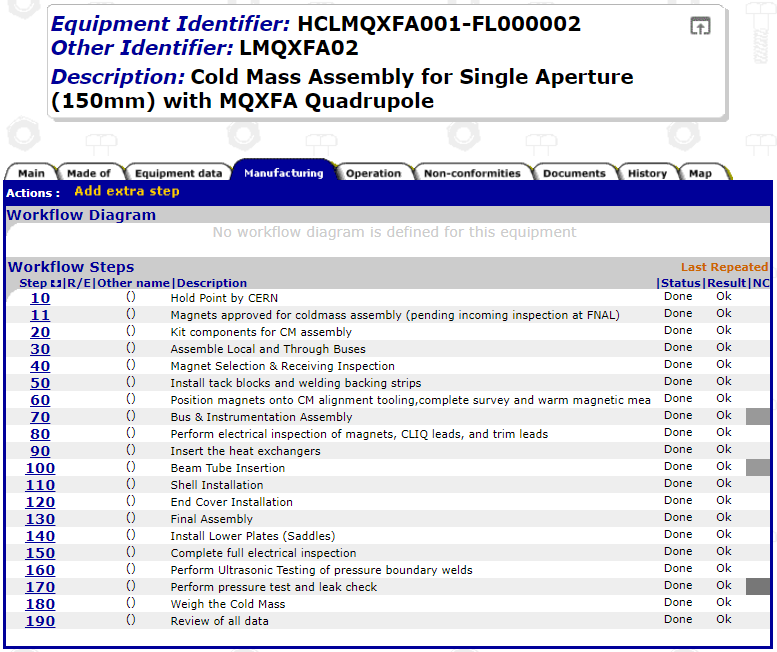 Equipment Identifier: HCLMQXFA001-FL000002
Other Identifier: LMQXFA02
Description: Cold Mass Assembly for Single Aperture
(150mm) with MQXFA Quadrupole
Main Made of Equipment data Manufacturing Operation Non-conformities Documents History Map
Actions : Add extra step
Workflow Diagram
No workflow diagram is defined for this equipment
Workflow Steps Last Repeated
Step |R/E|Other name|Description |Status|Result|NC
10 () Hold Point by CERN Done Ok
11 () Magnets approved for coldmass assembly (pending incoming inspection at FNAL) Done Ok
20 () Kit components for CM assembly Done Ok
30 () Assemble Local and Through Buses Done Ok
40 () Magnet Selection & Receiving Inspection Done Ok
50 () Install tack blocks and welding backing strips Done Ok
60 () Position magnets onto CM alignment tooling,complete survey and warm magnetic mea Done Ok
70 () Bus & Instrumentation Assembly Done Ok
80 () Perform electrical inspection of magnets, CLIQ leads, and trim leads Done Ok
90 () Insert the heat exchangers Done Ok
100 () Beam Tube Insertion Done Ok
110 () Shell Installation Done Ok
120 () End Cover Installation Done Ok
130 () Final Assembly Done Ok
140 () Install Lower Plates (Saddles) Done Ok
150 () Complete full electrical inspection Done Ok
160 () Perform Ultrasonic Testing of pressure boundary welds Done Ok
170 () Perform pressure test and leak check Done Ok
180 () Weigh the Cold Mass Done Ok
190 () Review of all data Done Ok